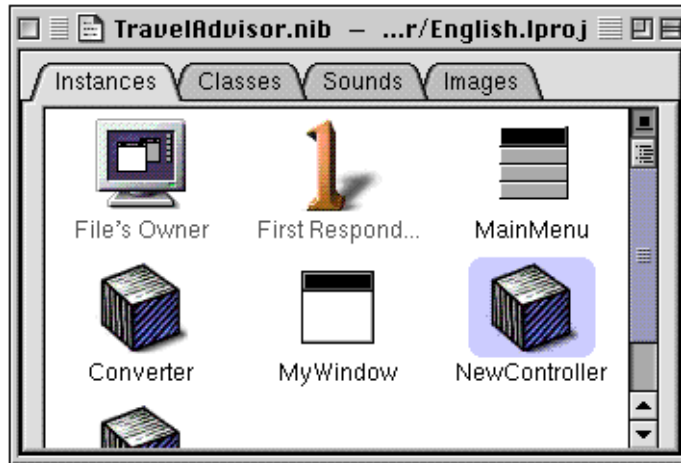 TravelAdvisor.nib — ...r/English.lproj
Instances Classes Sounds Images
File's Owner First Respond... MainMenu
Converter MyWindow NewController